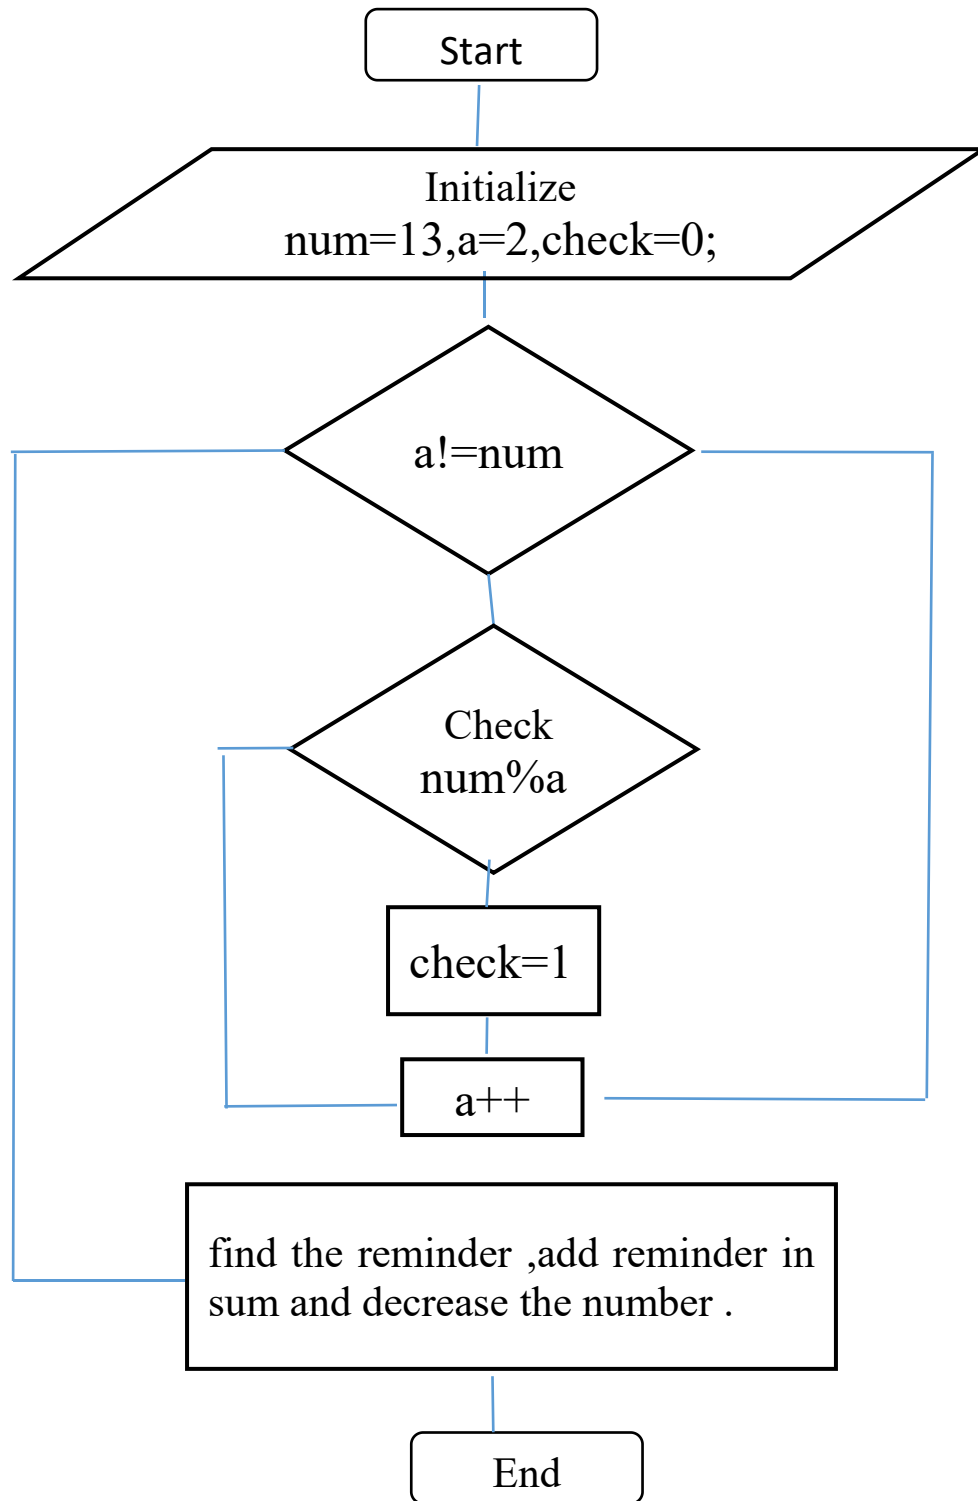 Start
Initialize
num=13,a=2,check=0;
a!=num
Check
num%a
check=1
a++
find the reminder ,add reminder in
sum and decrease the number .
End